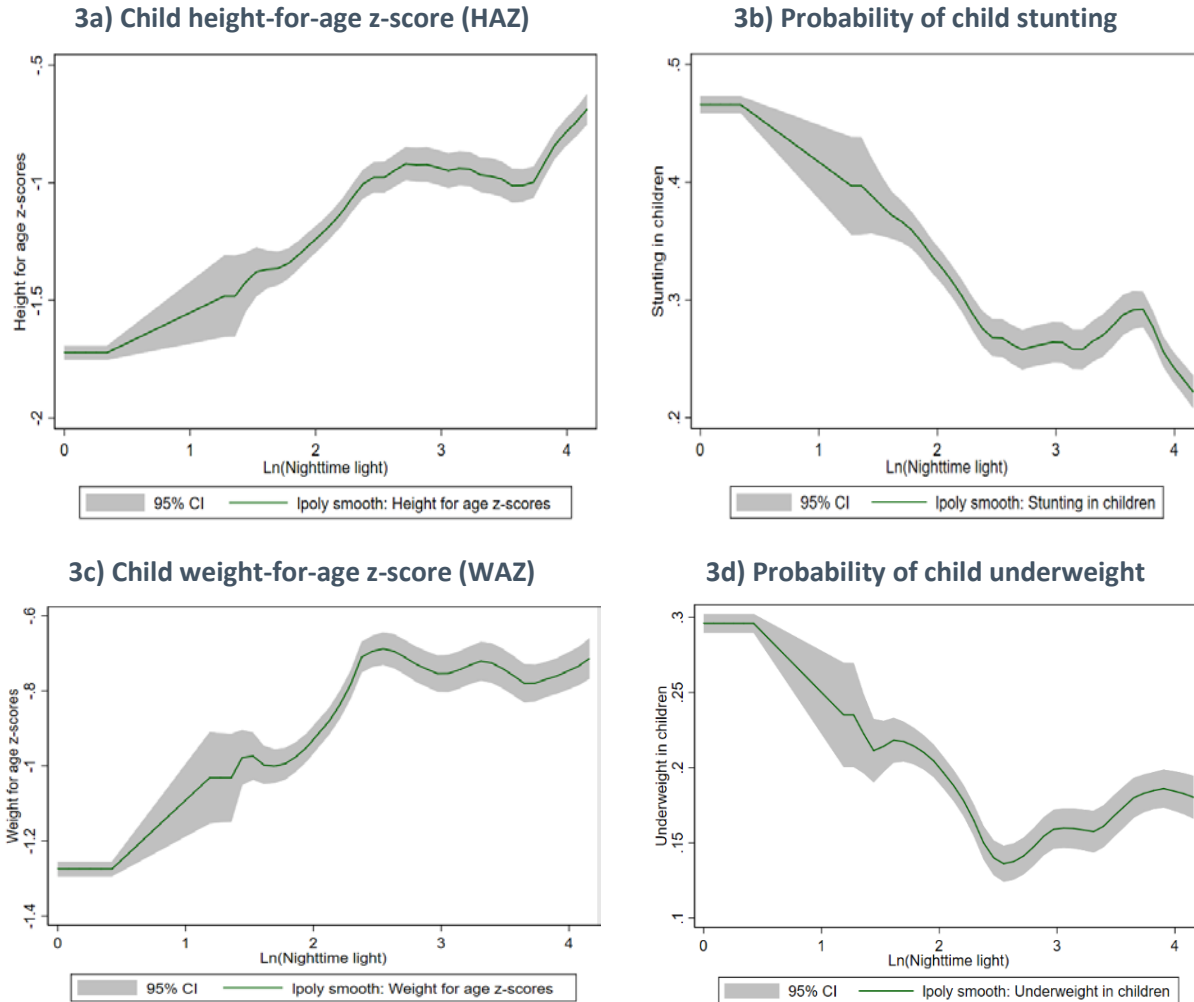 3a) Child height-for-age z-score (HAZ)
3b) Probability of child stunting
Height for age z-scores
-.5
-1
-1.5
-2
0 1 2 3 4
Ln(Nighttime light)
95% CI lpoly smooth: Height for age z-scores
Stunting in children
.5
.4
.3
.2
0 1 2 3 4
Ln(Nighttime light)
95% CI lpoly smooth: Stunting in children
3c) Child weight-for-age z-score (WAZ)
3d) Probability of child underweight
Weight for age z-scores
-.6
-.8
-1
-1.2
-1.4
0 1 2 3 4
Ln(Nighttime light)
95% CI lpoly smooth: Weight for age z-scores
Underweight in children
.3
.25
.2
.15
.1
0 1 2 3 4
Ln(Nighttime light)
95% CI lpoly smooth: Underweight in children